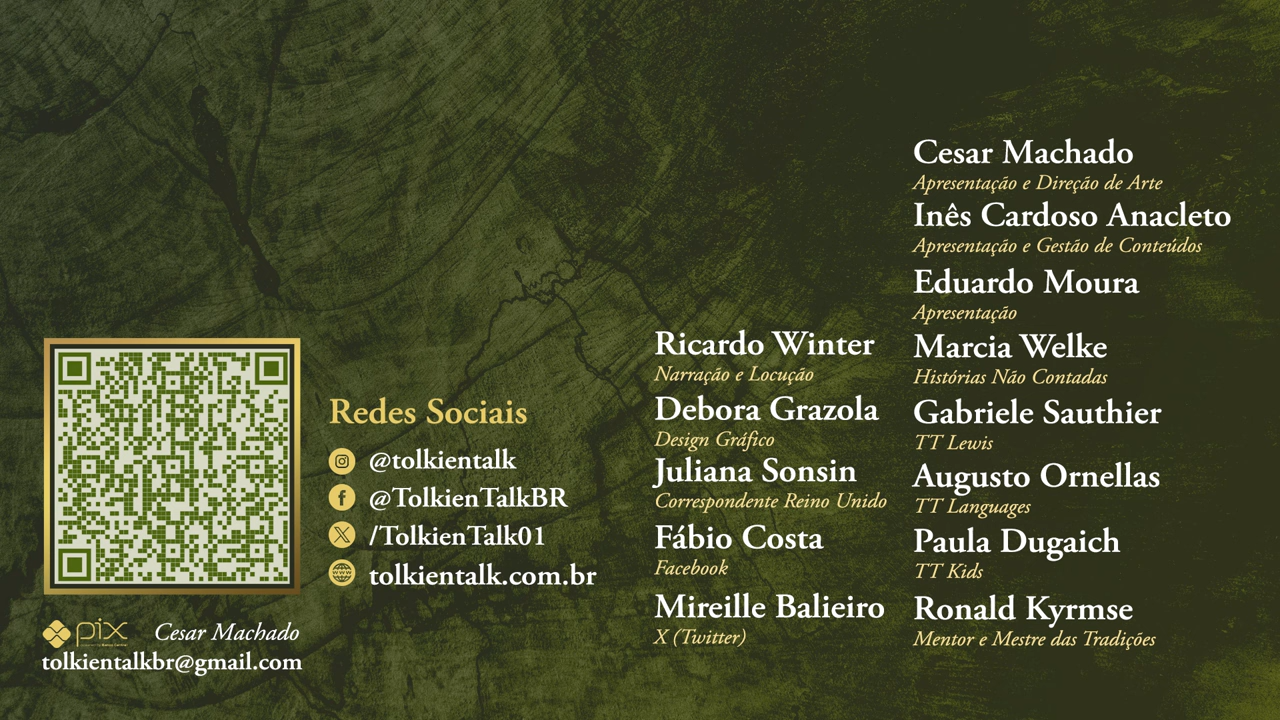 Cesar Machado
Apresentação e Direção de Arte
Inês Cardoso Anacleto
Apresentação e Gestão de Conteúdos
Eduardo Moura
Apresentação
Marcia Welke
Histórias Não Contadas
Gabriele Sauthier
TT Lewis
Augusto Ornellas
TT Languages
Paula Dugaich
TT Kids
Ronald Kyrmse
Mentor e Mestre das Tradições
Ricardo Winter
Narração e Locução
Debora Grazola
Design Gráfico
Juliana Sonsin
Correspondente Reino Unido
Fábio Costa
Facebook
Mireille Balieiro
X (Twitter)
Redes Sociais
@tolkientalk
@TolkienTalkBR
/TolkienTalk01
tolkientalk.com.br
pix
Cesar Machado
tolkientalkbr@gmail.com